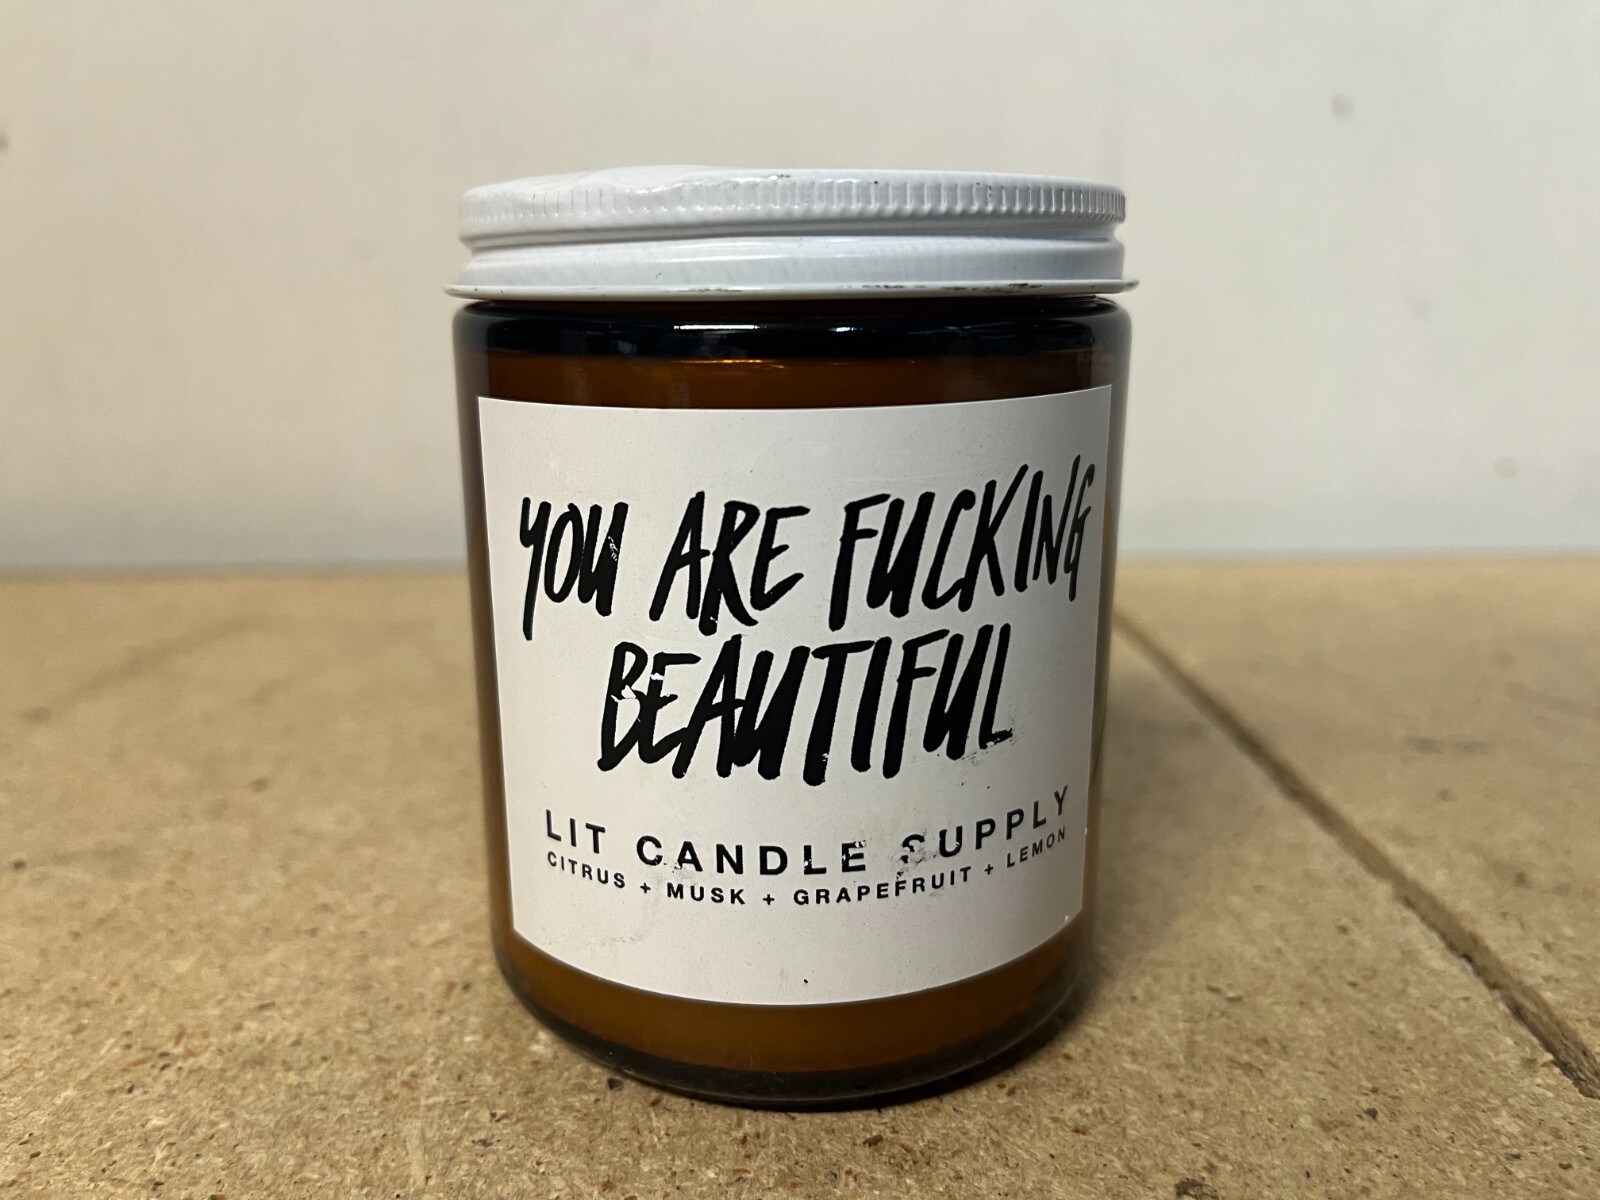 YOU ARE FUCKING
BEAUTIFUL
LIT CANDLE SUPPLY
CITRUS + MUSK + GRAPEFRUIT + LEMON